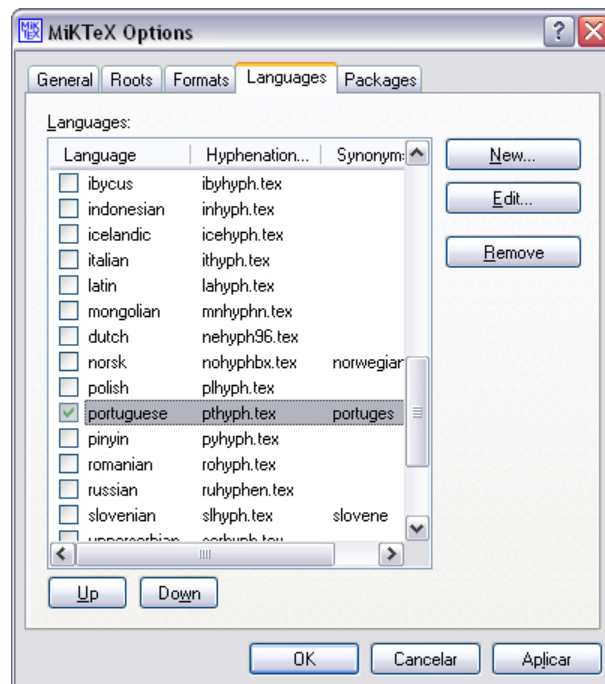 MiKTeX Options
General Roots Formats Languages Packages
Languages:
Language Hyphenation... Synonym
New...
ibycus ibyhyph.tex
indonesian inhyph.tex
Edit...
icelandic icehyph.tex
italian ithyph.tex
Remove
latin lahyph.tex
mongolian mnhyphn.tex
dutch nehyph96.tex
norsk nohyphbx.tex norwegian
polish plhyph.tex
portuguese pthyph.tex portuges
pinyin pyhyph.tex
romanian rohyph.tex
russian ruhyphen.tex
slovenian slhyph.tex slovene
Up Down
OK Cancelar Aplicar